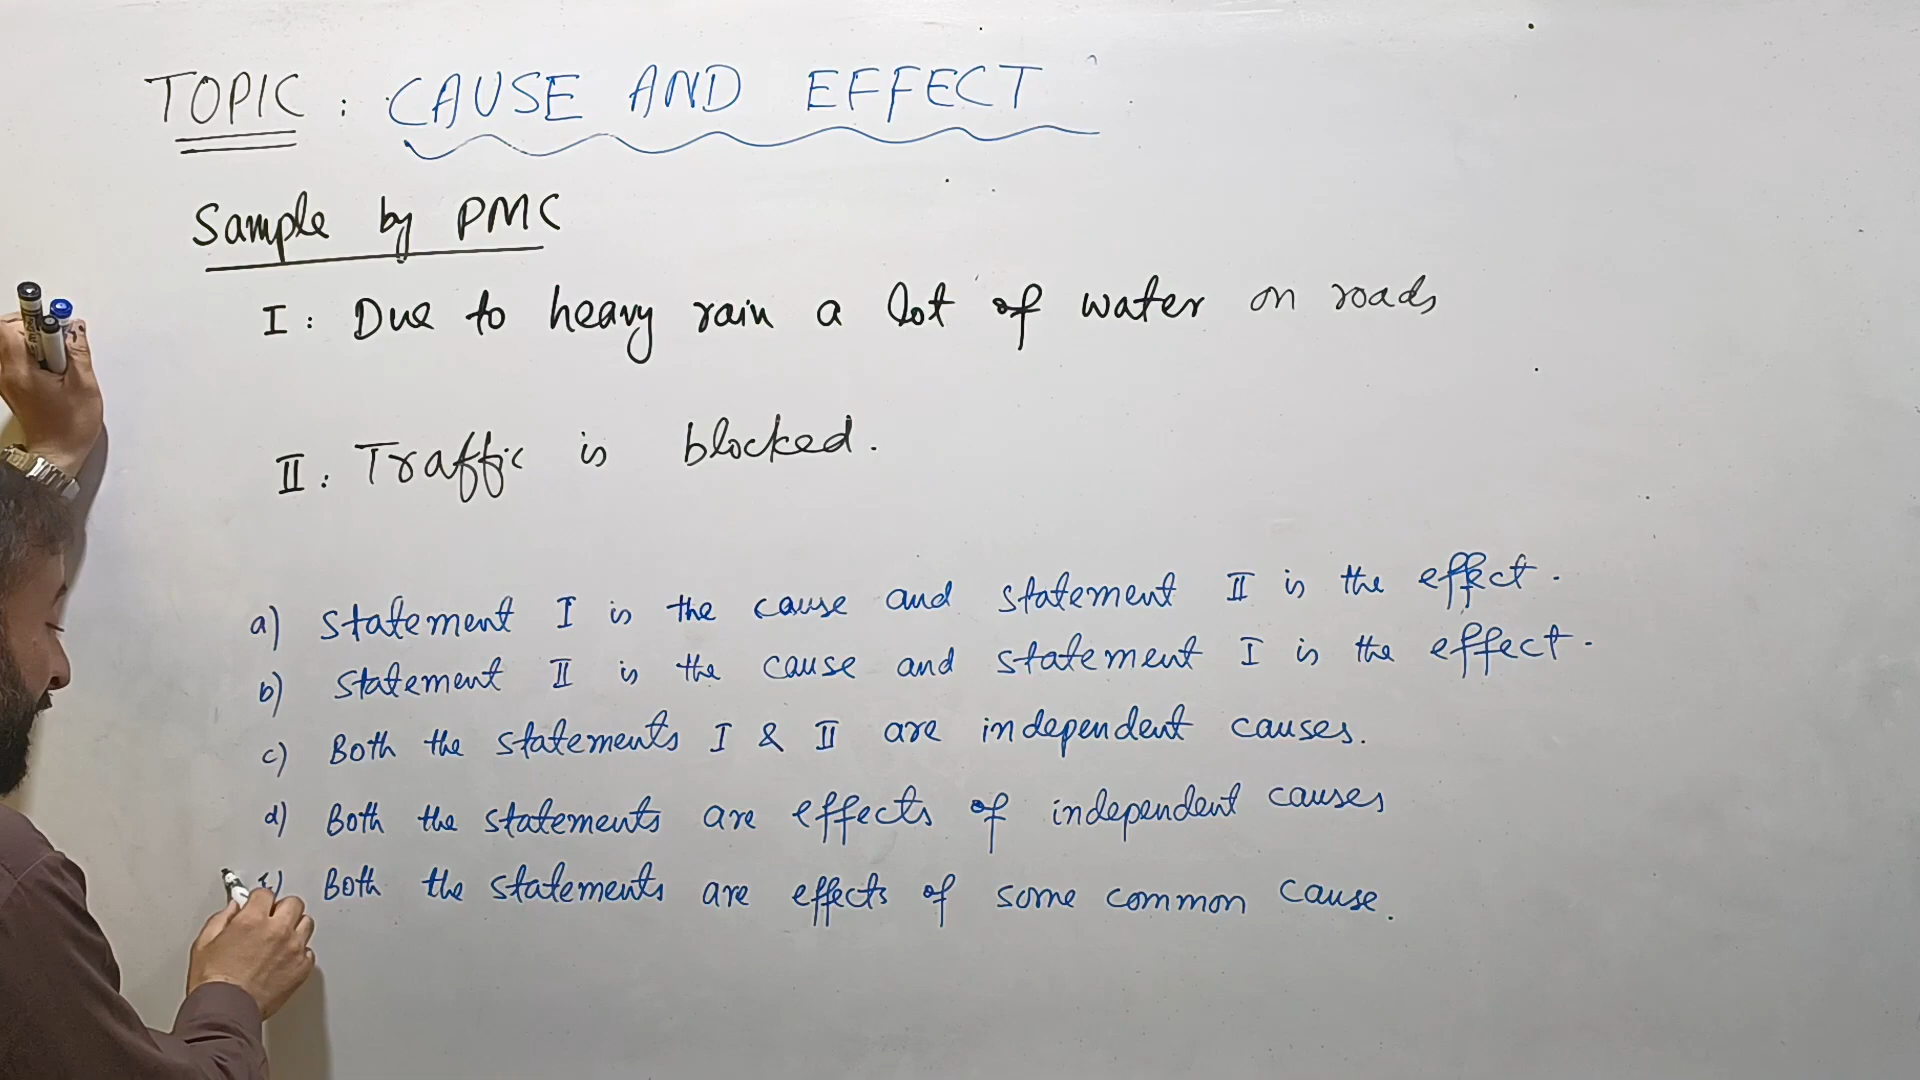 TOPIC : CAUSE AND EFFECT
Sample by PMC
I : Due to heavy rain a lot of water on roads
II : Traffic is blocked.
a) statement I is the cause and statement II is the effect.
b) statement II is the cause and statement I is the effect.
c) Both the statements I & II are independent causes.
d) Both the statements are effects of independent causes
Both the statements are effects of some common cause.